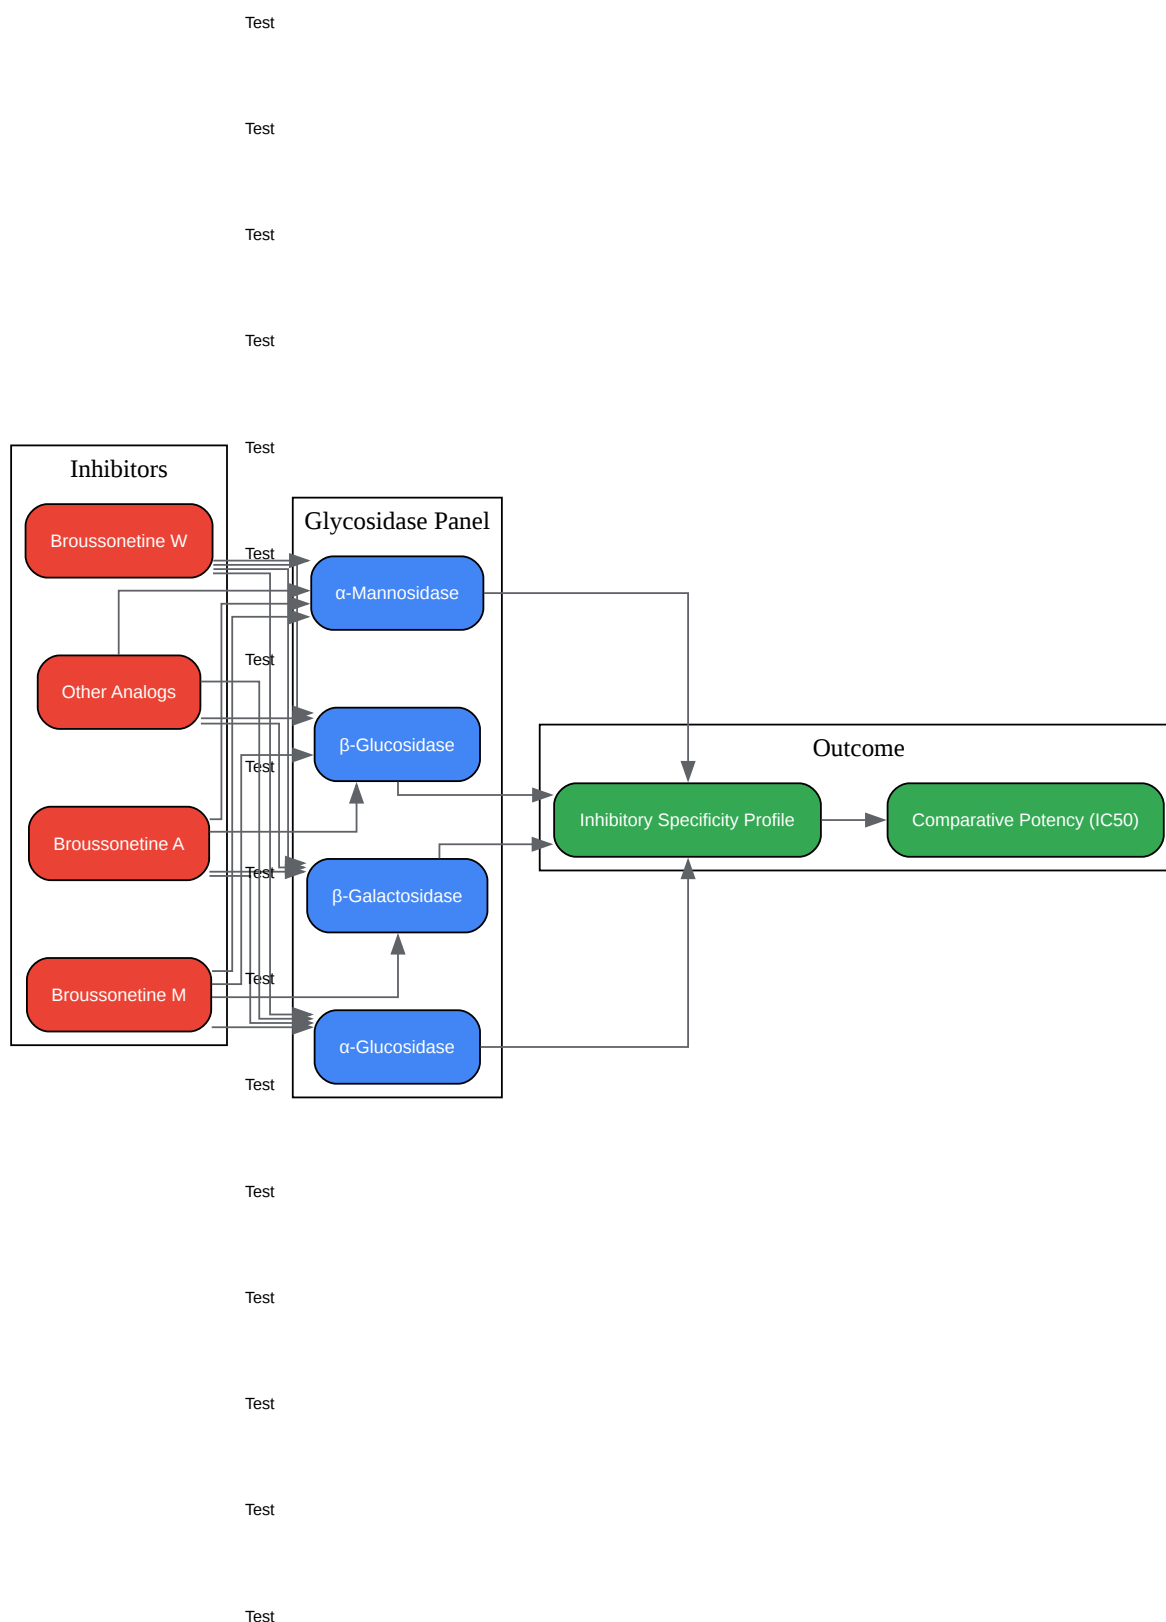 Test
Test
Test
Test
Test
Inhibitors
Broussonetine W
Other Analogs
Broussonetine A
Broussonetine M
Test
Test
Test
Test
Test
Test
Glycosidase Panel
α-Mannosidase
β-Glucosidase
β-Galactosidase
α-Glucosidase
Outcome
Inhibitory Specificity Profile
Comparative Potency (IC50)
Test
Test
Test
Test
Test